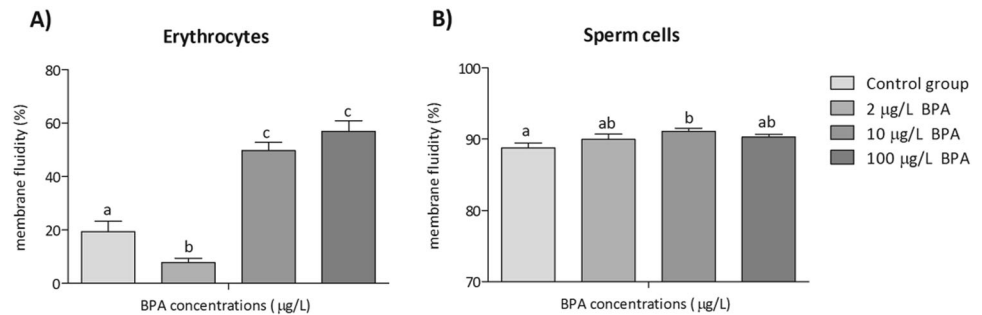 A)
Erythrocytes
membrane fluidity (%)
80
60
40
20
0
a
b
c
c
BPA concentrations ( µg/L)
B)
Sperm cells
membrane fluidity (%)
100
90
80
70
a
ab
b
ab
BPA concentrations ( µg/L)
Control group
2 µg/L BPA
10 µg/L BPA
100 µg/L BPA